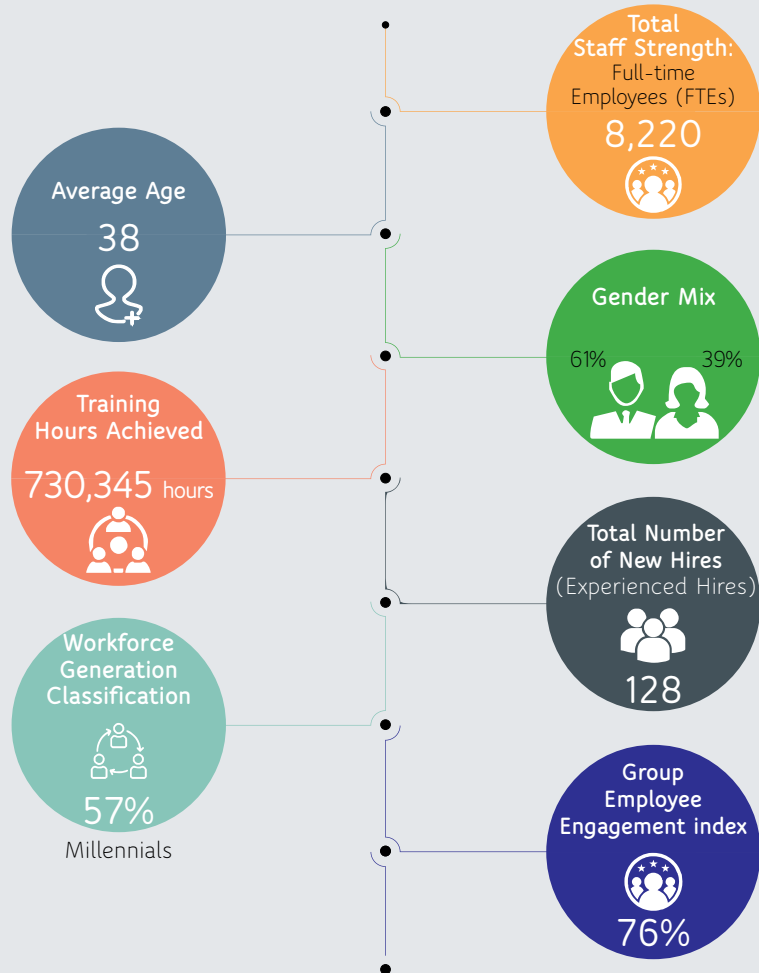 Total
Staff Strength:
Full-time
Employees (FTEs)
8,220
Average Age
38
Gender Mix
61% 39%
Training
Hours Achieved
730,345 hours
Total Number
of New Hires
(Experienced Hires)
128
Workforce
Generation
Classification
57%
Millennials
Group
Employee
Engagement index
76%